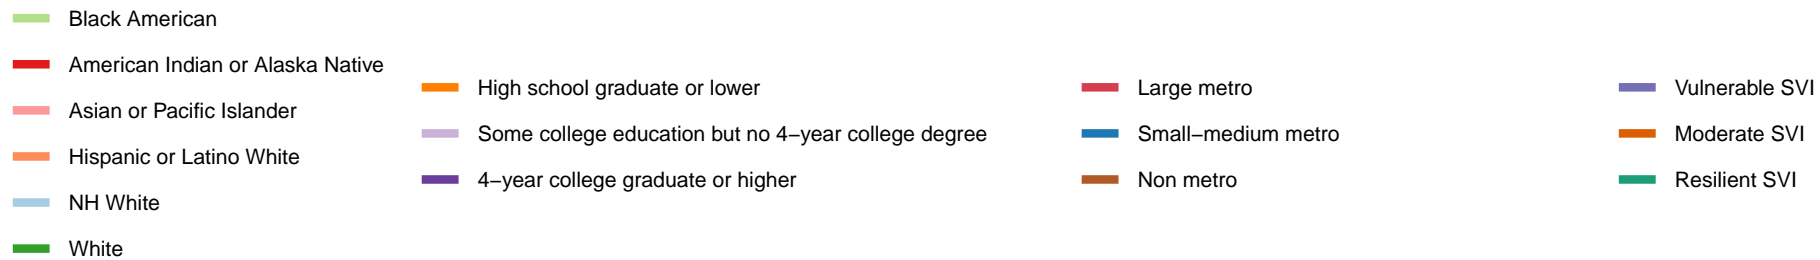 Black American
American Indian or Alaska Native
Asian or Pacific Islander
Hispanic or Latino White
NH White
White
High school graduate or lower
Some college education but no 4−year college degree
4−year college graduate or higher
Large metro
Small−medium metro
Non metro
Vulnerable SVI
Moderate SVI
Resilient SVI